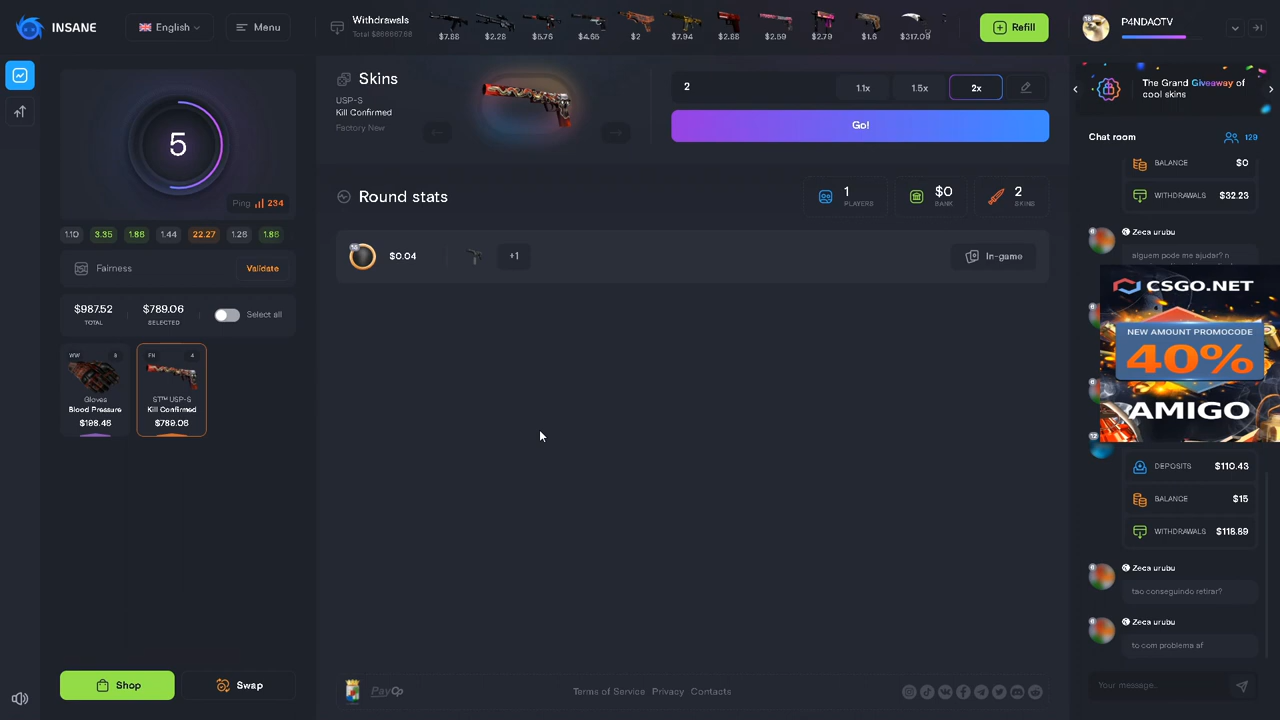 INSANE
English
Menu
Withdrawals
$7.88
$2.28
$5.76
$4.65
$2
$7.94
$2.88
$2.59
$2.79
$1.6
$317.09
Refill
P4NDAOTV
5
Ping 234
1.10 3.35 1.86 1.44 22.27 1.26 1.86
Fairness
Validate
$987.52
TOTAL
$789.06
SELECTED
Select all
WW 8
Gloves
Blood Pressure
$198.46
FN 4
ST™ USP-S
Kill Confirmed
$789.06
Shop
Swap
Skins
USP-S
Kill Confirmed
Factory New
2
1.1x
1.5x
2x
Go!
Round stats
1
PLAYERS
$0
BANK
2
SKINS
$0.04
+1
In-game
PayOp
Terms of Service
Privacy
Contacts
The Grand Giveaway of
cool skins
Chat room
129
BALANCE $0
WITHDRAWALS $32.23
Zeca urubu
alguem pode me ajudar? n
CSGO.NET
NEW AMOUNT PROMOCODE
40%
AMIGO
DEPOSITS $110.43
BALANCE $15
WITHDRAWALS $118.89
Zeca urubu
tao conseguindo retirar?
Zeca urubu
to com problema af
Your message..